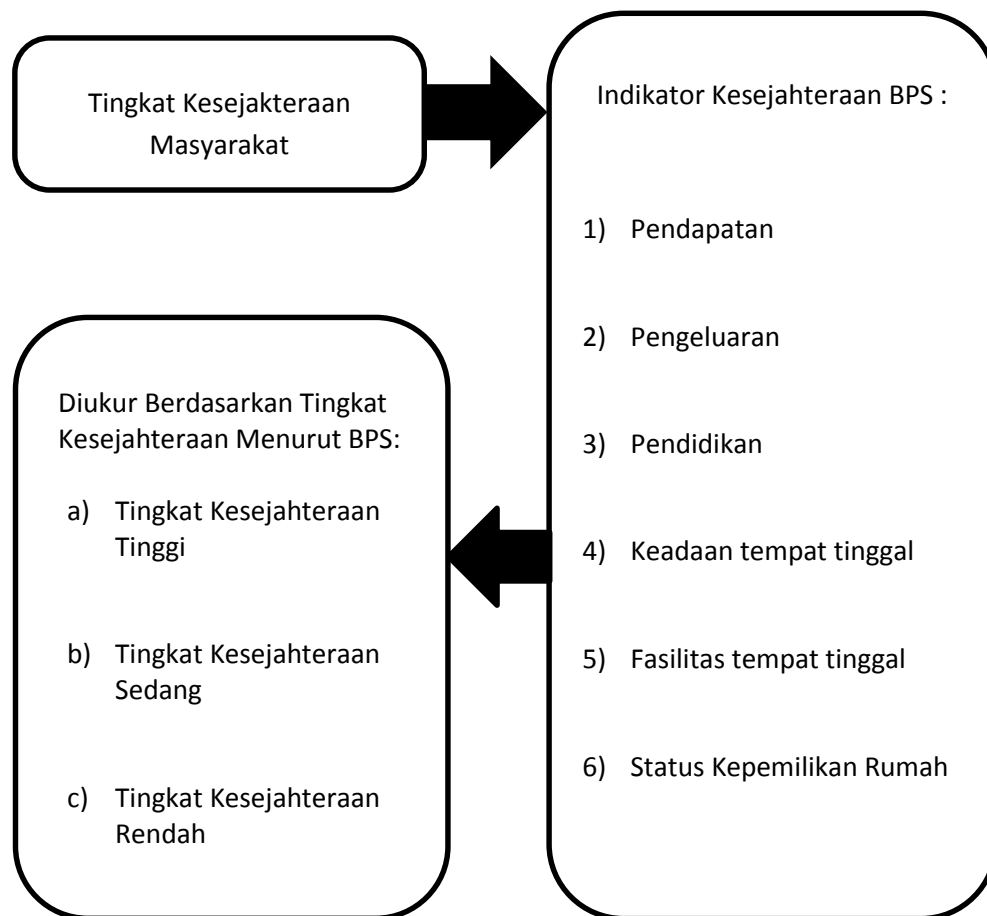 Tingkat Kesejakteraan
Masyarakat
Indikator Kesejahteraan BPS :
1) Pendapatan
2) Pengeluaran
3) Pendidikan
4) Keadaan tempat tinggal
5) Fasilitas tempat tinggal
6) Status Kepemilikan Rumah
Diukur Berdasarkan Tingkat
Kesejahteraan Menurut BPS:
a) Tingkat Kesejahteraan
Tinggi
b) Tingkat Kesejahteraan
Sedang
c) Tingkat Kesejahteraan
Rendah